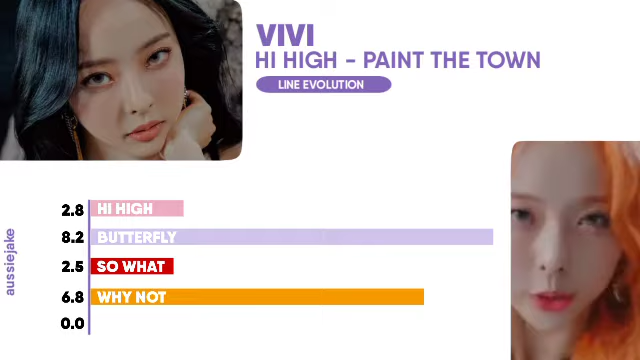 VIVI
HI HIGH - PAINT THE TOWN
LINE EVOLUTION
2.8 HI HIGH
8.2 BUTTERFLY
2.5 SO WHAT
6.8 WHY NOT
0.0
aussiejake